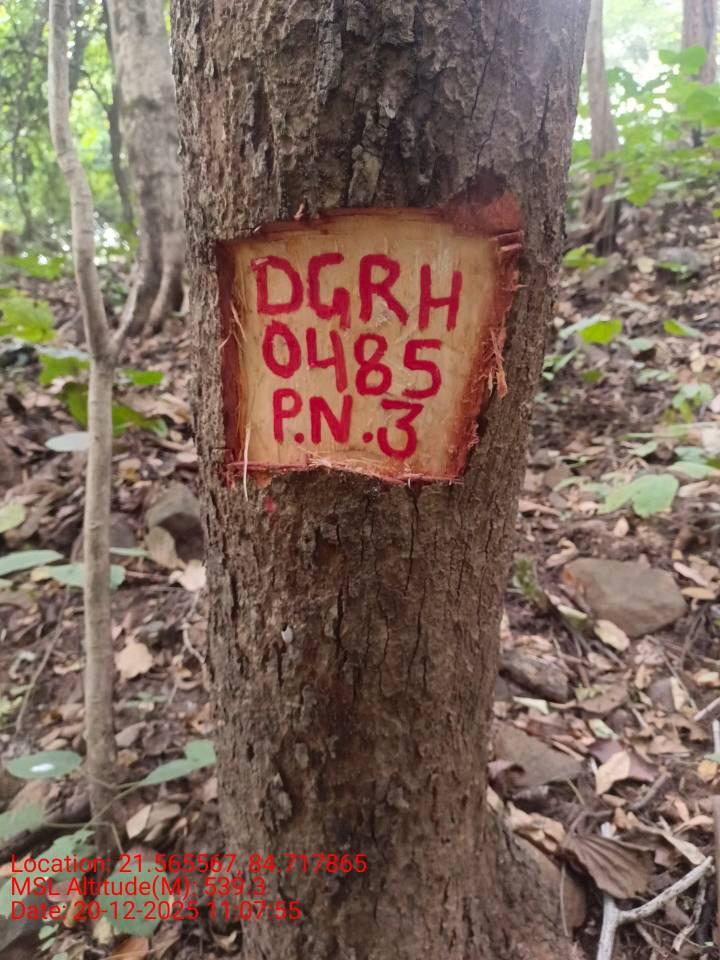 DGRH
0485
P.N.3
Location: 21.565567, 84.717865
MSL Altitude(M): 539.3
Date: 20-12-2025 11:07:55